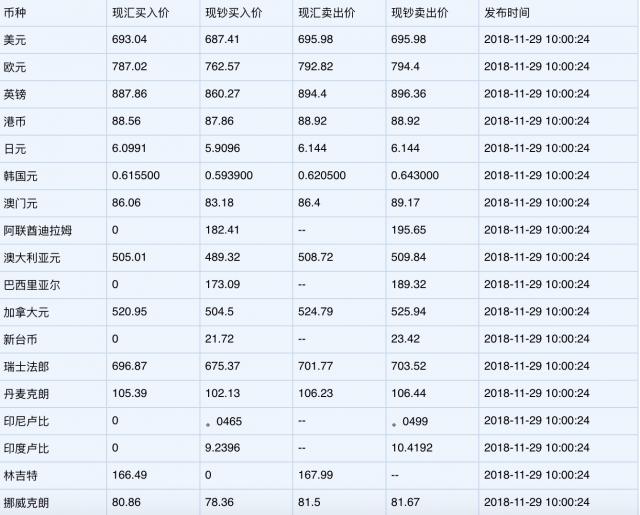 币种 现汇买入价 现钞买入价 现汇卖出价 现钞卖出价 发布时间
美元 693.04 687.41 695.98 695.98 2018-11-29 10:00:24
欧元 787.02 762.57 792.82 794.4 2018-11-29 10:00:24
英镑 887.86 860.27 894.4 896.36 2018-11-29 10:00:24
港币 88.56 87.86 88.92 88.92 2018-11-29 10:00:24
日元 6.0991 5.9096 6.144 6.144 2018-11-29 10:00:24
韩国元 0.615500 0.593900 0.620500 0.643000 2018-11-29 10:00:24
澳门元 86.06 83.18 86.4 89.17 2018-11-29 10:00:24
阿联酋迪拉姆 0 182.41 -- 195.65 2018-11-29 10:00:24
澳大利亚元 505.01 489.32 508.72 509.84 2018-11-29 10:00:24
巴西里亚尔 0 173.09 -- 189.32 2018-11-29 10:00:24
加拿大元 520.95 504.5 524.79 525.94 2018-11-29 10:00:24
新台币 0 21.72 -- 23.42 2018-11-29 10:00:24
瑞士法郎 696.87 675.37 701.77 703.52 2018-11-29 10:00:24
丹麦克朗 105.39 102.13 106.23 106.44 2018-11-29 10:00:24
印尼卢比 0 。0465 -- 。0499 2018-11-29 10:00:24
印度卢比 0 9.2396 -- 10.4192 2018-11-29 10:00:24
林吉特 166.49 0 167.99 -- 2018-11-29 10:00:24
挪威克朗 80.86 78.36 81.5 81.67 2018-11-29 10:00:24